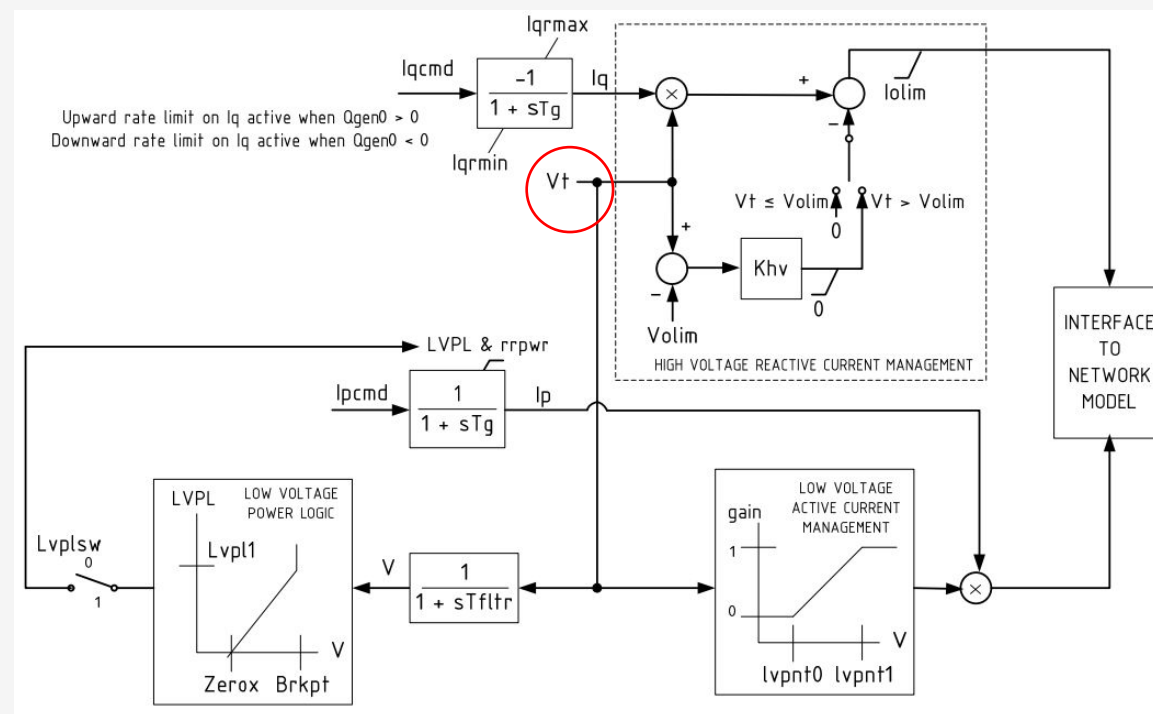 Iqrmax
Iqcmd
-1
1 + sTg
Iq
×
+
Iolim
Upward rate limit on Iq active when Qgen0 > 0
Downward rate limit on Iq active when Qgen0 < 0
Iqrmin
-
Vt
Vt ≤ Volim
Vt > Volim
0
+
Khv
0
-
Volim
HIGH VOLTAGE REACTIVE CURRENT MANAGEMENT
INTERFACE
TO
NETWORK
MODEL
LVPL & rrpwr
Ipcmd
1
1 + sTg
Ip
LVPL
LOW VOLTAGE
POWER LOGIC
Lvpl1
V
Zerox
Brkpt
Lvplsw
0
1
V
1
1 + sTfltr
LOW VOLTAGE
ACTIVE CURRENT
MANAGEMENT
gain
1
0
V
lvpnt0
lvpnt1
×